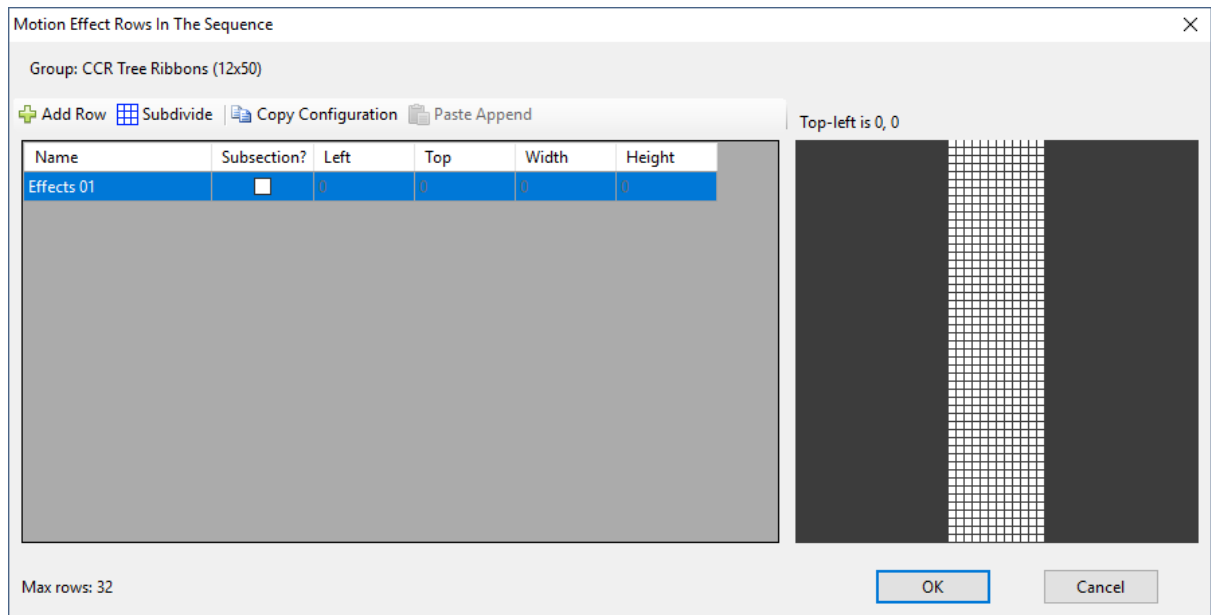 Motion Effect Rows In The Sequence
Group: CCR Tree Ribbons (12x50)
Add Row Subdivide Copy Configuration Paste Append
Top-left is 0, 0
Name Subsection? Left Top Width Height
Effects 01 0 0 0 0
Max rows: 32
OK Cancel